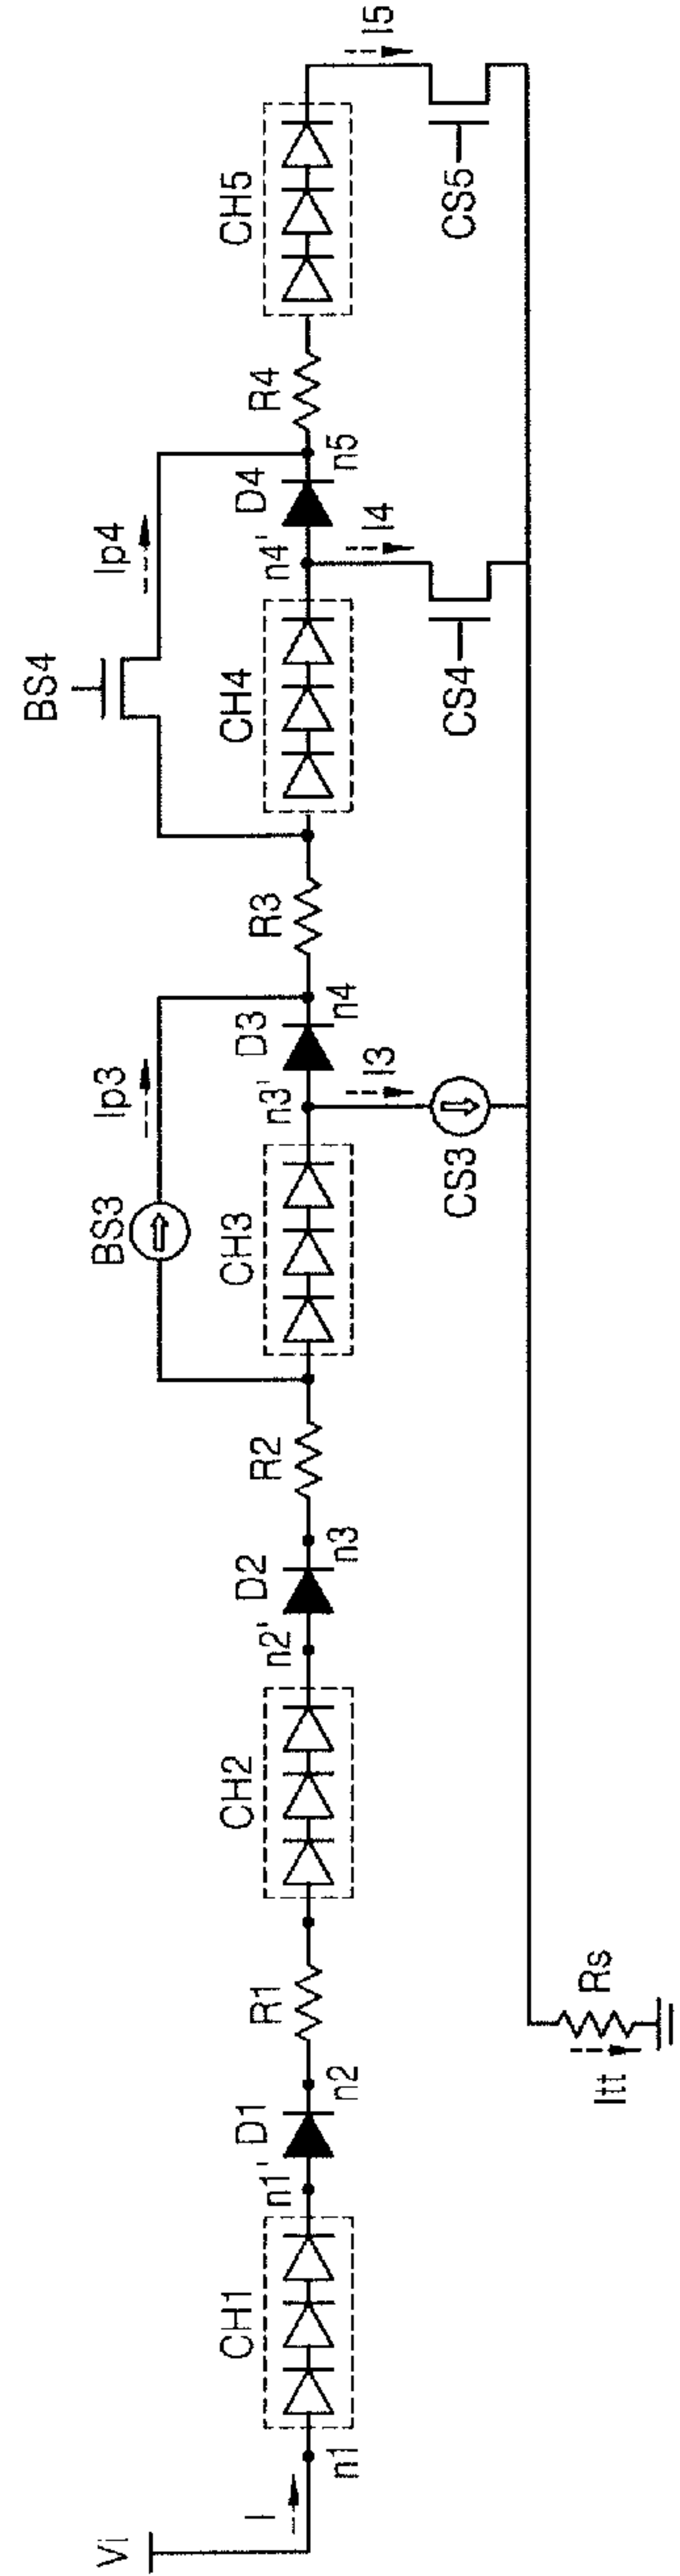 Vi
I
n1
CH1
n1'
D1
n2
R1
CH2
n2'
D2
n3
R2
BS3
Ip3
CH3
n3'
D3
n4
I3
CS3
R3
BS4
Ip4
CH4
n4'
D4
n5
I4
CS4
R4
CH5
I5
CS5
Itt
Rs